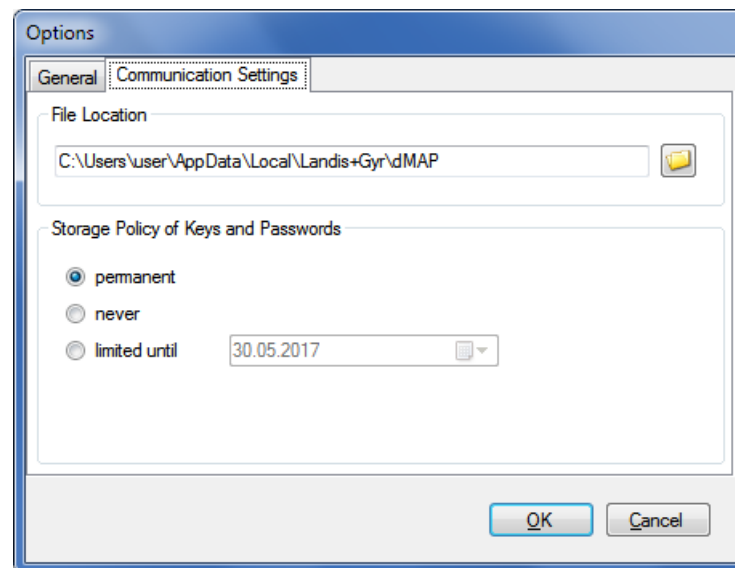 Options
General Communication Settings
File Location
C:\Users\user\AppData\Local\Landis+Gyr\dMAP
Storage Policy of Keys and Passwords
permanent
never
limited until 30.05.2017
OK Cancel